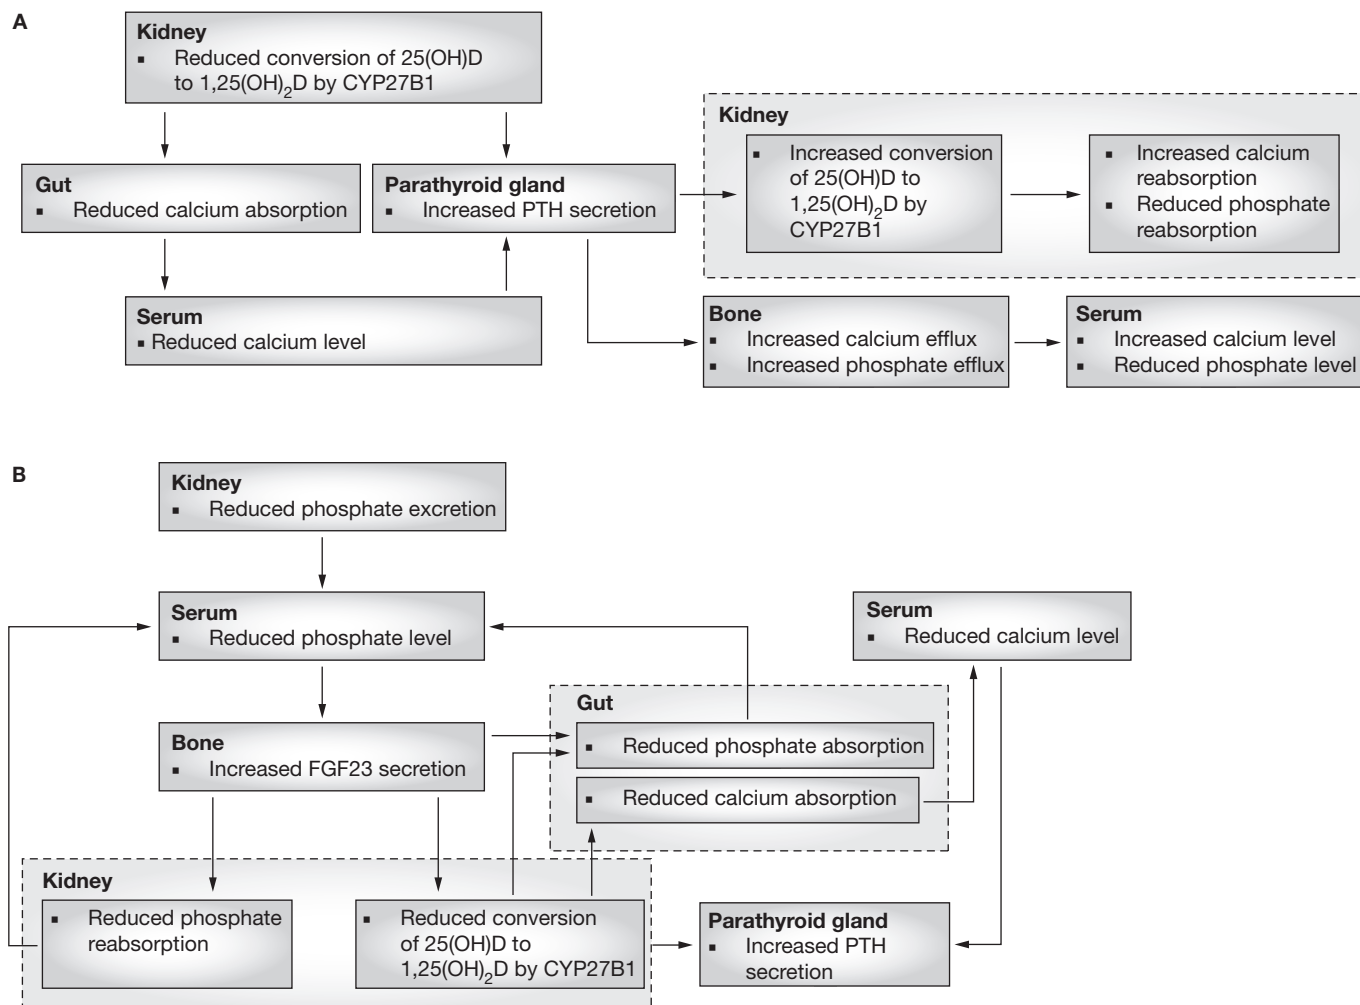 A
Kidney
▪ Reduced conversion of 25(OH)D
to 1,25(OH)₂D by CYP27B1
Gut
▪ Reduced calcium absorption
Parathyroid gland
▪ Increased PTH secretion
Serum
▪ Reduced calcium level
Kidney
▪ Increased conversion
of 25(OH)D to
1,25(OH)₂D by
CYP27B1
▪ Increased calcium
reabsorption
▪ Reduced phosphate
reabsorption
Bone
▪ Increased calcium efflux
▪ Increased phosphate efflux
Serum
▪ Increased calcium level
▪ Reduced phosphate level
B
Kidney
▪ Reduced phosphate excretion
Serum
▪ Reduced phosphate level
Bone
▪ Increased FGF23 secretion
Serum
▪ Reduced calcium level
Gut
▪ Reduced phosphate absorption
▪ Reduced calcium absorption
Kidney
▪ Reduced phosphate
reabsorption
▪ Reduced conversion
of 25(OH)D to
1,25(OH)₂D by CYP27B1
Parathyroid gland
▪ Increased PTH
secretion